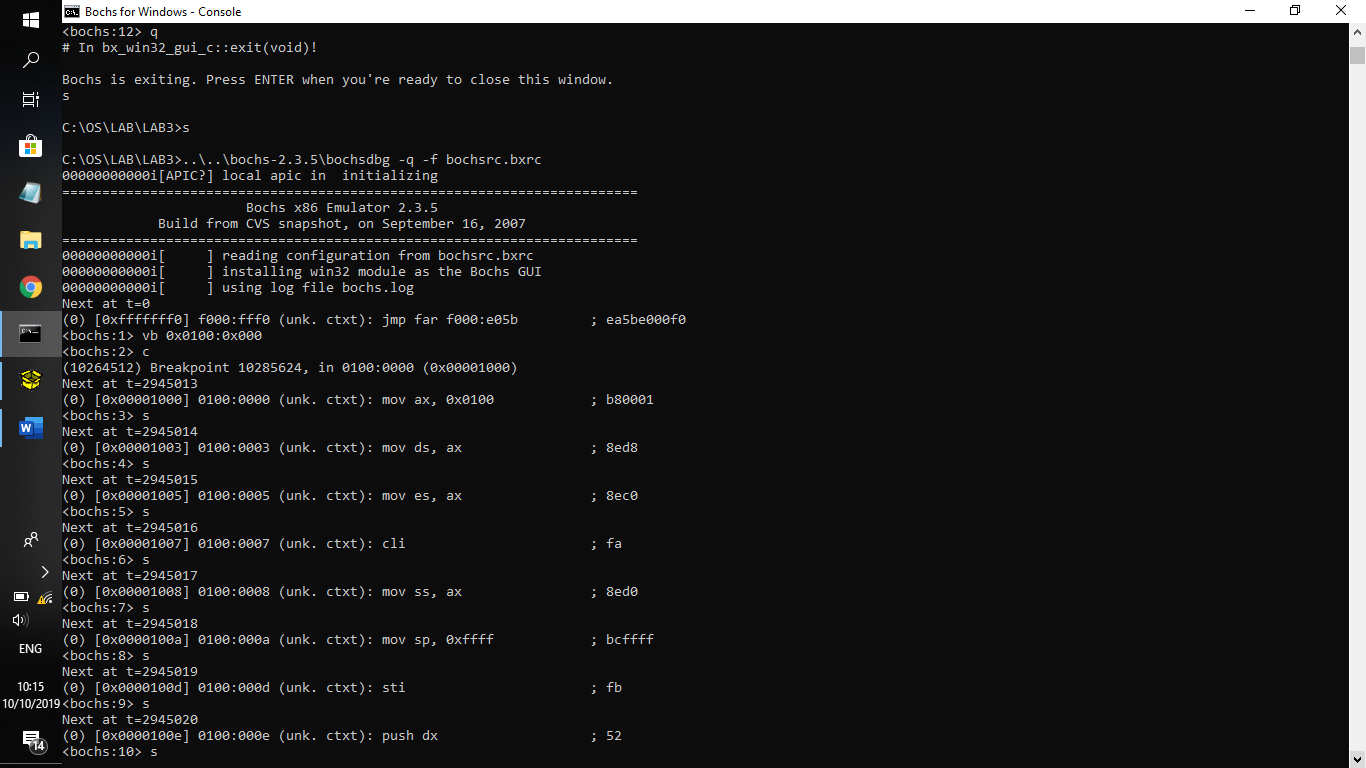 Bochs for Windows - Console
<bochs:12> q
# In bx_win32_gui_c::exit(void)!
Bochs is exiting. Press ENTER when you're ready to close this window.
s
C:\OS\LAB\LAB3>s
C:\OS\LAB\LAB3>..\..\bochs-2.3.5\bochsdbg -q -f bochsrc.bxrc
00000000000i[APIC?] local apic in  initializing
========================================================================
Bochs x86 Emulator 2.3.5
Build from CVS snapshot, on September 16, 2007
========================================================================
00000000000i[     ] reading configuration from bochsrc.bxrc
00000000000i[     ] installing win32 module as the Bochs GUI
00000000000i[     ] using log file bochs.log
Next at t=0
(0) [0xfffffff0] f000:fff0 (unk. ctxt): jmp far f000:e05b         ; ea5be000f0
<bochs:1> vb 0x0100:0x000
<bochs:2> c
(10264512) Breakpoint 10285624, in 0100:0000 (0x00001000)
Next at t=2945013
(0) [0x00001000] 0100:0000 (unk. ctxt): mov ax, 0x0100            ; b80001
<bochs:3> s
Next at t=2945014
(0) [0x00001003] 0100:0003 (unk. ctxt): mov ds, ax                ; 8ed8
<bochs:4> s
Next at t=2945015
(0) [0x00001005] 0100:0005 (unk. ctxt): mov es, ax                ; 8ec0
<bochs:5> s
Next at t=2945016
(0) [0x00001007] 0100:0007 (unk. ctxt): cli                       ; fa
<bochs:6> s
Next at t=2945017
(0) [0x00001008] 0100:0008 (unk. ctxt): mov ss, ax                ; 8ed0
<bochs:7> s
Next at t=2945018
(0) [0x0000100a] 0100:000a (unk. ctxt): mov sp, 0xffff            ; bcffff
<bochs:8> s
Next at t=2945019
(0) [0x0000100d] 0100:000d (unk. ctxt): sti                       ; fb
<bochs:9> s
Next at t=2945020
(0) [0x0000100e] 0100:000e (unk. ctxt): push dx                   ; 52
<bochs:10> s
ENG
10:15
10/10/2019
14